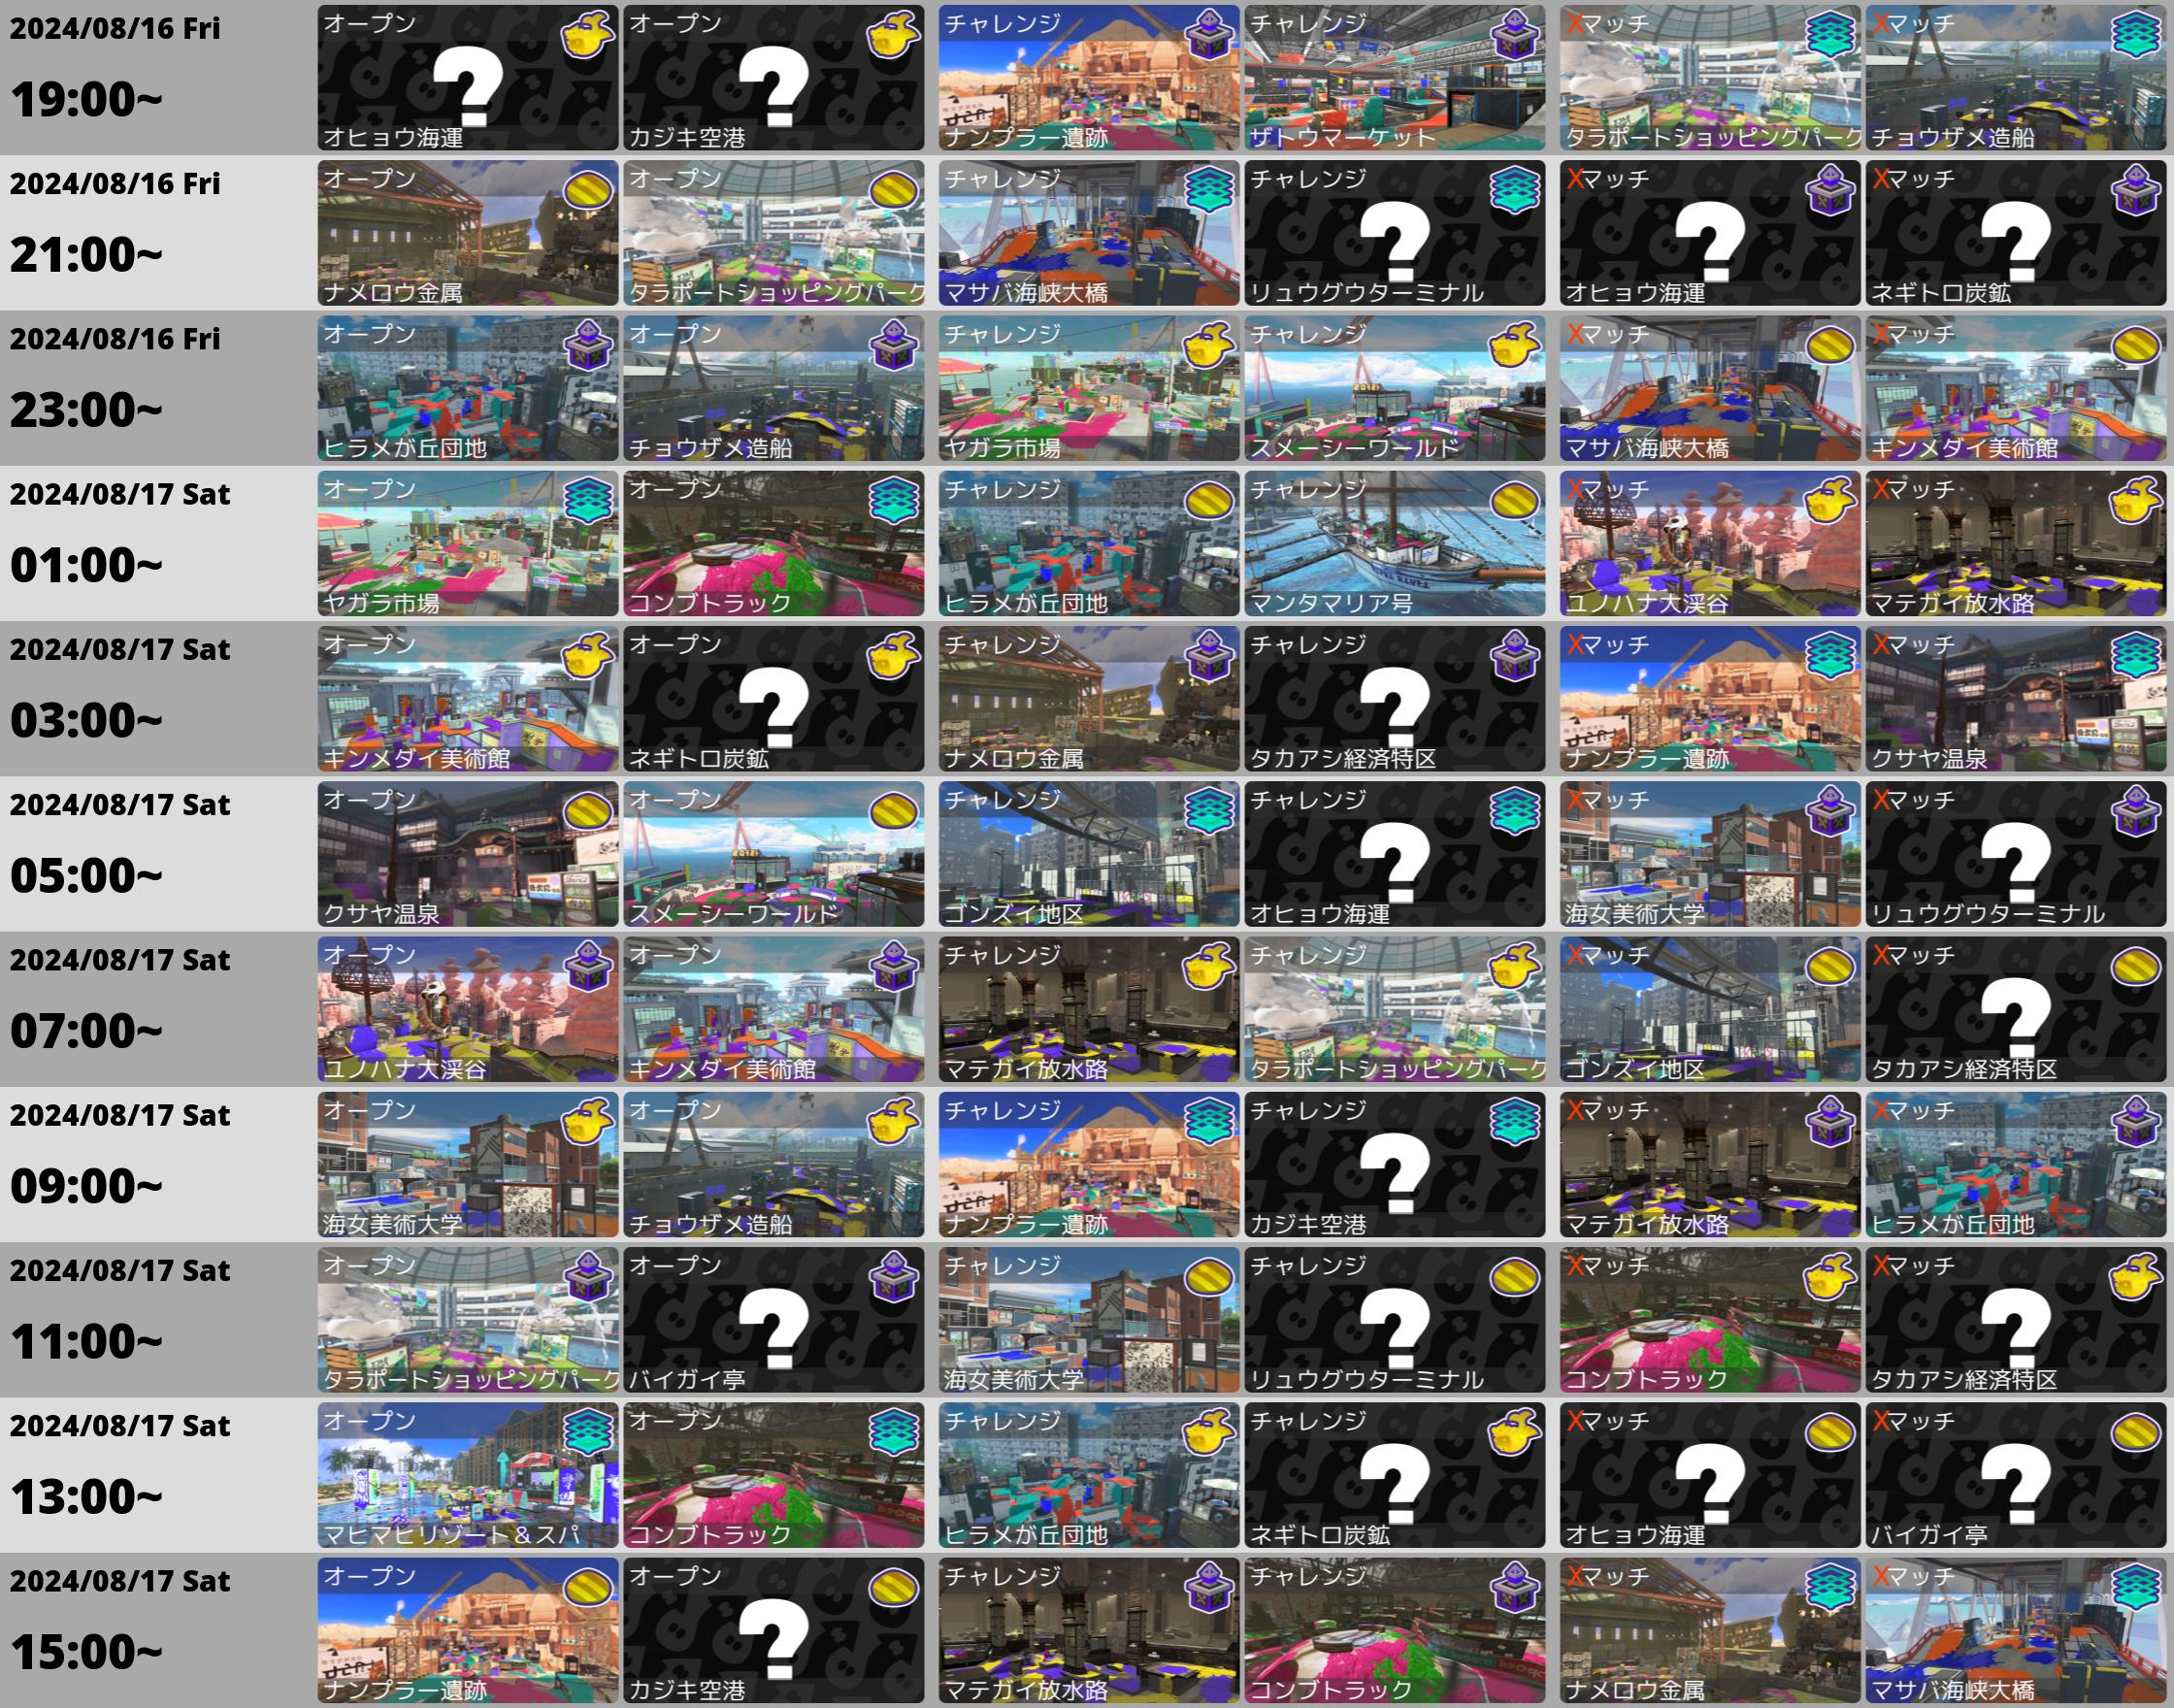 2024/08/16 Fri
19:00~
オープン
オヒョウ海運
オープン
カジキ空港
チャレンジ
ナンプラー遺跡
チャレンジ
ザトウマーケット
Xマッチ
タラポートショッピングパーク
Xマッチ
チョウザメ造船
2024/08/16 Fri
21:00~
オープン
ナメロウ金属
オープン
タラポートショッピングパーク
チャレンジ
マサバ海峡大橋
チャレンジ
リュウグウターミナル
Xマッチ
オヒョウ海運
Xマッチ
ネギトロ炭鉱
2024/08/16 Fri
23:00~
オープン
ヒラメが丘団地
オープン
チョウザメ造船
チャレンジ
ヤガラ市場
チャレンジ
スメーシーワールド
Xマッチ
マサバ海峡大橋
Xマッチ
キンメダイ美術館
2024/08/17 Sat
01:00~
オープン
ヤガラ市場
オープン
コンブトラック
チャレンジ
ヒラメが丘団地
チャレンジ
マンタマリア号
Xマッチ
ユノハナ大渓谷
Xマッチ
マテガイ放水路
2024/08/17 Sat
03:00~
オープン
キンメダイ美術館
オープン
ネギトロ炭鉱
チャレンジ
ナメロウ金属
チャレンジ
タカアシ経済特区
Xマッチ
ナンプラー遺跡
Xマッチ
クサヤ温泉
2024/08/17 Sat
05:00~
オープン
クサヤ温泉
オープン
スメーシーワールド
チャレンジ
ゴンズイ地区
チャレンジ
オヒョウ海運
Xマッチ
海女美術大学
Xマッチ
リュウグウターミナル
2024/08/17 Sat
07:00~
オープン
ユノハナ大渓谷
オープン
キンメダイ美術館
チャレンジ
マテガイ放水路
チャレンジ
タラポートショッピングパーク
Xマッチ
ゴンズイ地区
Xマッチ
タカアシ経済特区
2024/08/17 Sat
09:00~
オープン
海女美術大学
オープン
チョウザメ造船
チャレンジ
ナンプラー遺跡
チャレンジ
カジキ空港
Xマッチ
マテガイ放水路
Xマッチ
ヒラメが丘団地
2024/08/17 Sat
11:00~
オープン
タラポートショッピングパーク
オープン
バイガイ亭
チャレンジ
海女美術大学
チャレンジ
リュウグウターミナル
Xマッチ
コンブトラック
Xマッチ
タカアシ経済特区
2024/08/17 Sat
13:00~
オープン
マヒマヒリゾート＆スパ
オープン
コンブトラック
チャレンジ
ヒラメが丘団地
チャレンジ
ネギトロ炭鉱
Xマッチ
オヒョウ海運
Xマッチ
バイガイ亭
2024/08/17 Sat
15:00~
オープン
ナンプラー遺跡
オープン
カジキ空港
チャレンジ
マテガイ放水路
チャレンジ
コンブトラック
Xマッチ
ナメロウ金属
Xマッチ
マサバ海峡大橋